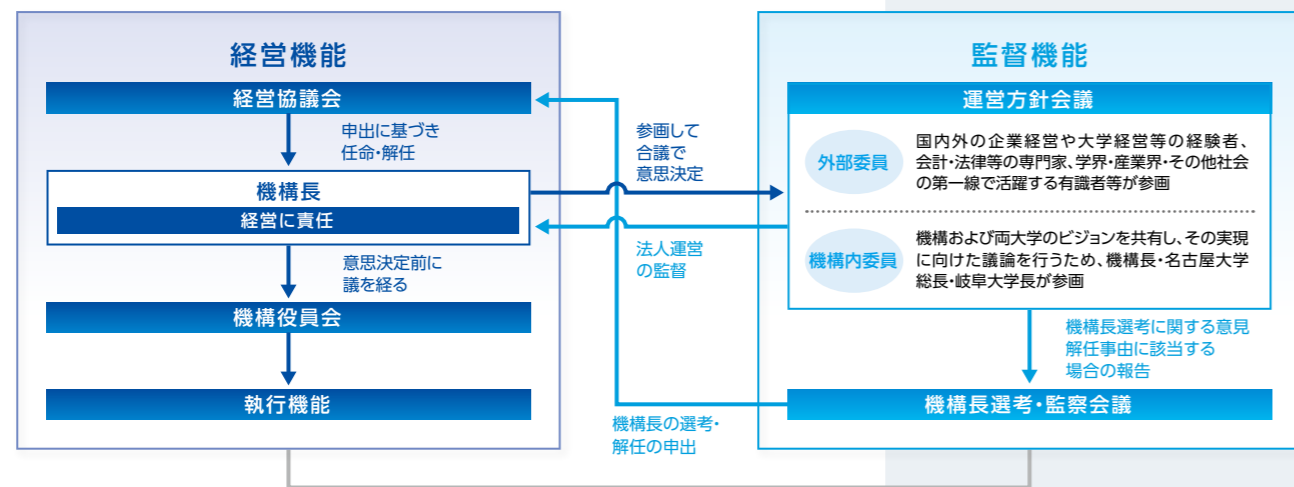 経営機能
経営協議会
申出に基づき
任命・解任
機構長
経営に責任
意思決定前に
議を経る
機構役員会
執行機能
参画して
合議で
意思決定
法人運営
の監督
機構長の選考・
解任の申出
監督機能
運営方針会議
外部委員
国内外の企業経営や大学経営等の経験者、
会計・法律等の専門家、学界・産業界・その他社会
の第一線で活躍する有識者等が参画
機構内委員
機構および両大学のビジョンを共有し、その実現
に向けた議論を行うため、機構長・名古屋大学
総長・岐阜大学長が参画
機構長選考に関する意見
解任事由に該当する
場合の報告
機構長選考・監察会議